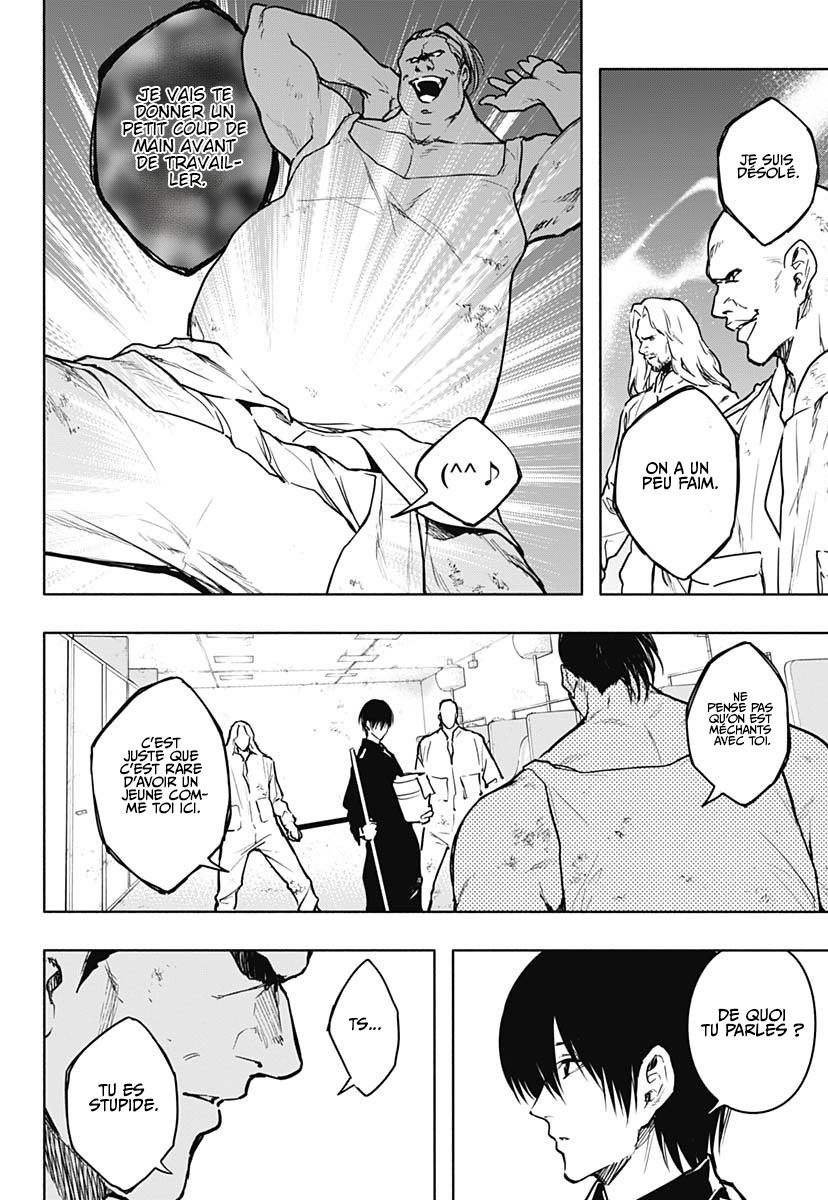 JE SUIS
DÉSOLÉ.
ON A UN
PEU FAIM.
JE VAIS TE
DONNER UN
PETIT COUP DE
MAIN AVANT
DE TRAVAIL-
LER.
(^^♪
NE
PENSE PAS
QU'ON EST
MÉCHANTS
AVEC TOI.
C'EST
JUSTE QUE
C'EST RARE
D'AVOIR UN
JEUNE COM-
ME TOI ICI.
DE QUOI
TU PARLES ?
TS...
TU ES
STUPIDE.